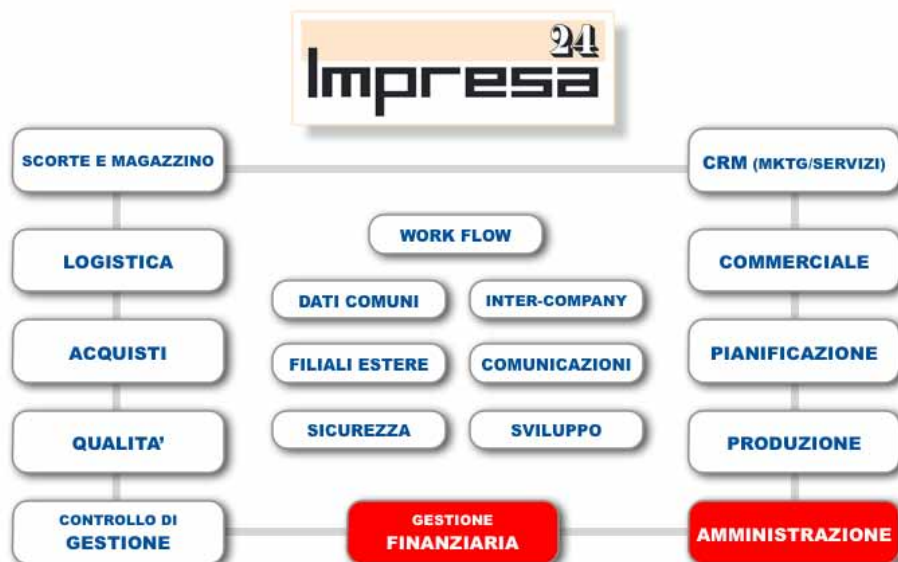 24
Impresa
SCORTE E MAGAZZINO
CRM (MKTG/SERVIZI)
WORK FLOW
LOGISTICA
COMMERCIALE
DATI COMUNI
INTER-COMPANY
ACQUISTI
FILIALI ESTERE
COMUNICAZIONI
PIANIFICAZIONE
QUALITA'
SICUREZZA
SVILUPPO
PRODUZIONE
CONTROLLO DI
GESTIONE
GESTIONE
FINANZIARIA
AMMINISTRAZIONE